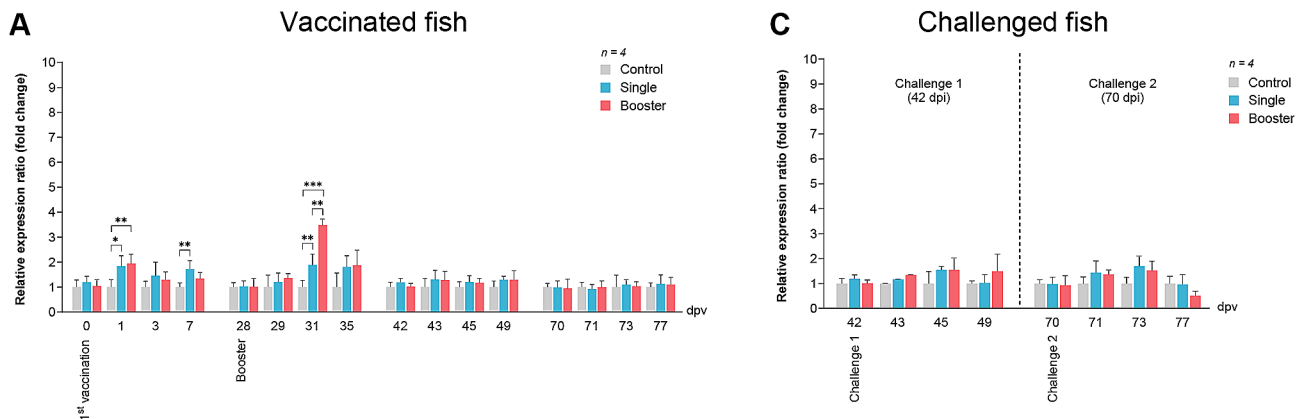 A
Vaccinated fish
n = 4
Control
Single
Booster
Relative expression ratio (fold change)
10
9
8
7
6
5
4
3
2
1
0
**
*
**
***
**
**
0 1 3 7 28 29 31 35 42 43 45 49 70 71 73 77
dpv
1st vaccination
Booster
C
Challenged fish
n = 4
Control
Single
Booster
Challenge 1
(42 dpi)
Challenge 2
(70 dpi)
Relative expression ratio (fold change)
10
9
8
7
6
5
4
3
2
1
0
42 43 45 49 70 71 73 77
dpv
Challenge 1
Challenge 2